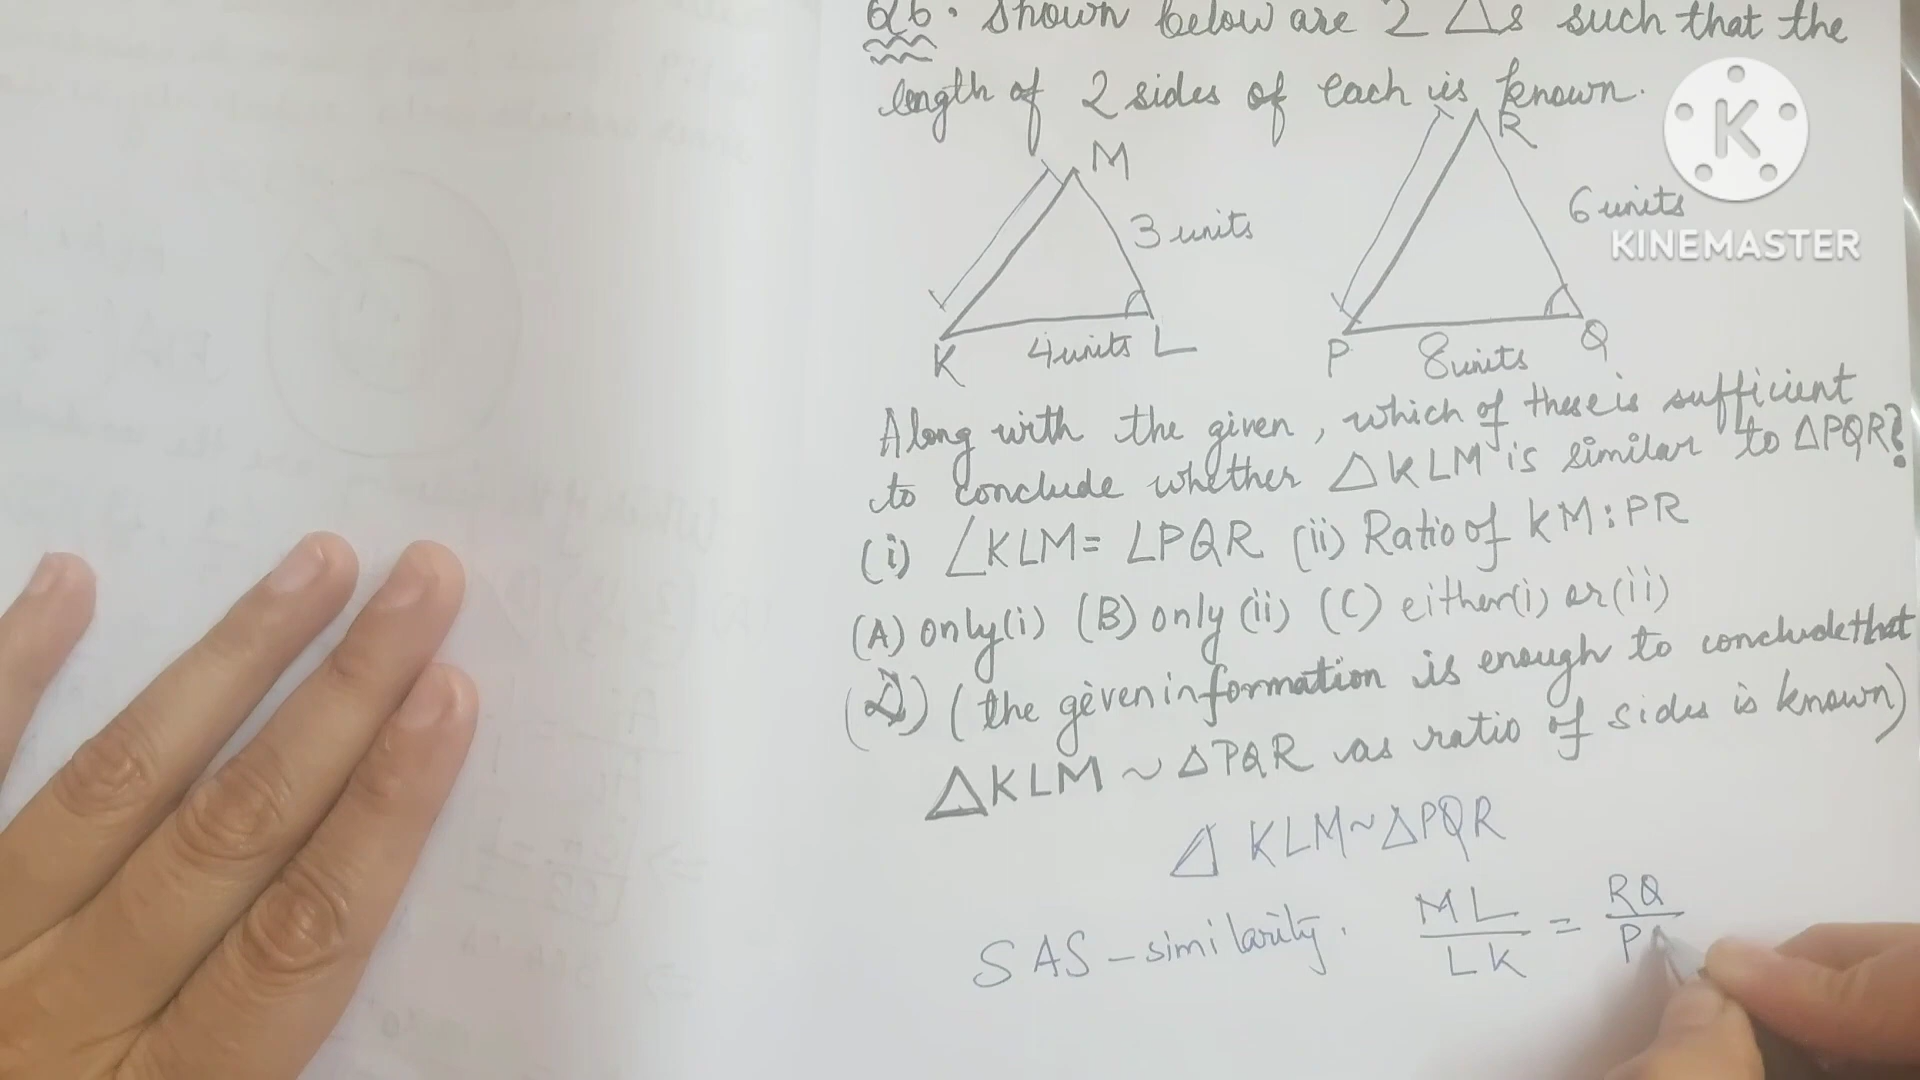 Q6. Shown below are 2 △s such that the
length of 2 sides of each is known.
K
KINEMASTER
M
3 units
K
4 units
L
R
6 units
P
8 units
Q
Along with the given, which of these is sufficient
to conclude whether △KLM is similar to △PQR?
(i) ∠KLM = ∠PQR (ii) Ratio of KM : PR
(A) only (i) (B) only (ii) (C) either (i) or (ii)
(D) (the given information is enough to conclude that
△KLM ~ △PQR as ratio of sides is known)
△ KLM ~ △PQR
SAS - similarity. ML/LK = RQ/P